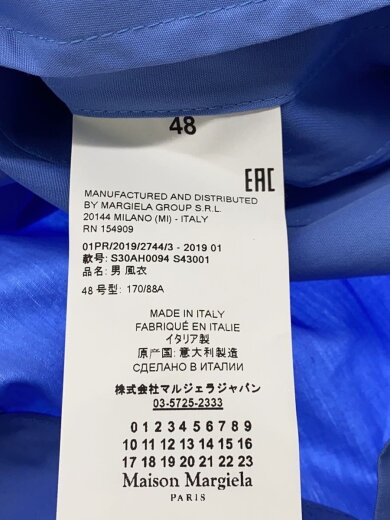 48
EAC
MANUFACTURED AND DISTRIBUTED
BY MARGIELA GROUP S.R.L.
20144 MILANO (MI) - ITALY
RN 154909
01PR/2019/2744/3 - 2019 01
款号: S30AH0094 S43001
品名: 男 風衣
48 号型: 170/88A
MADE IN ITALY
FABRIQUÉ EN ITALIE
イタリア製
原产国: 意大利製造
СДЕЛАНО В ИТАЛИИ
株式会社マルジェラジャパン
03-5725-2333
0 1 2 3 4 5 6 7 8 9
10 11 12 13 14 15 16
17 18 19 20 21 22 23
Maison Margiela
PARIS